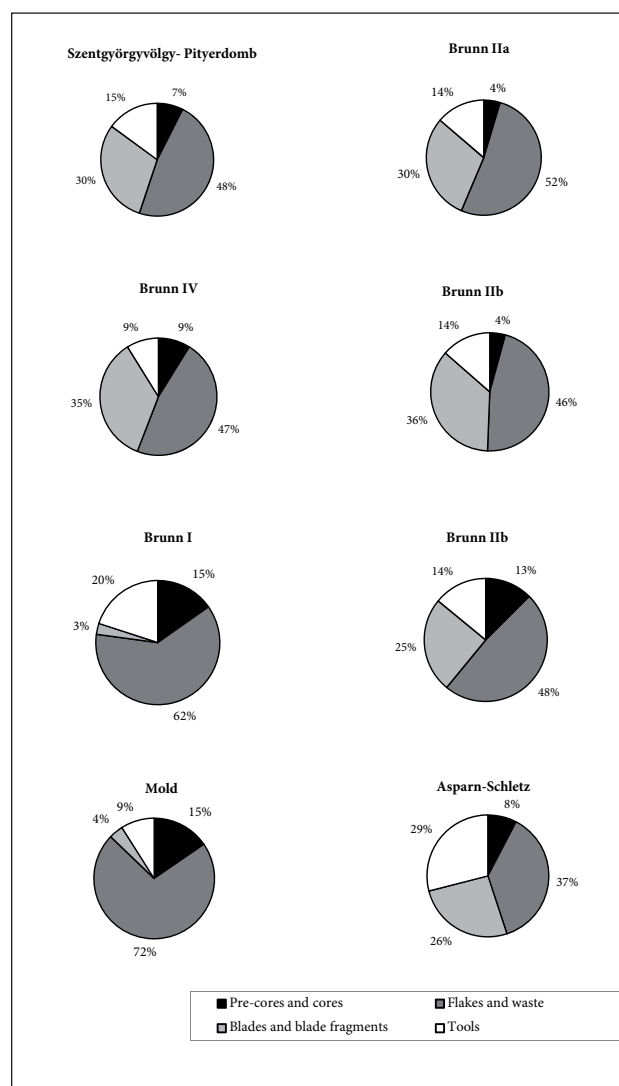 Szentgyörgyvölgy- Pityerdomb
15%
7%
30%
48%
Brunn IIa
14%
4%
30%
52%
Brunn IV
9%
9%
35%
47%
Brunn IIb
14%
4%
36%
46%
Brunn I
20%
15%
3%
62%
Brunn IIb
14%
13%
25%
48%
Mold
4%
9%
15%
72%
Asparn-Schletz
29%
8%
37%
26%
Pre-cores and cores
Flakes and waste
Blades and blade fragments
Tools